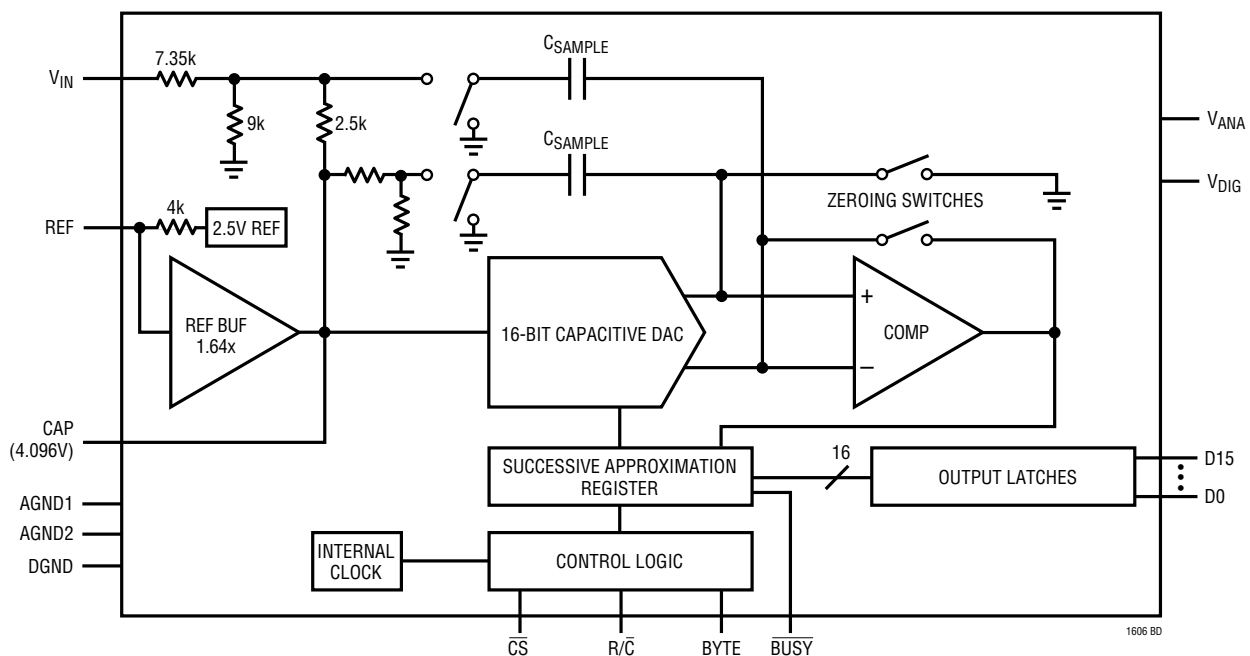 7.35k
C_SAMPLE
V_IN
9k
2.5k
V_ANA
C_SAMPLE
V_DIG
ZEROING SWITCHES
4k
REF
2.5V REF
+
REF BUF
1.64x
16-BIT CAPACITIVE DAC
COMP
−
CAP
(4.096V)
16
D15
SUCCESSIVE APPROXIMATION
REGISTER
OUTPUT LATCHES
D0
AGND1
AGND2
DGND
INTERNAL
CLOCK
CONTROL LOGIC
1606 BD
C̅S̅
R/C̅
BYTE
B̅U̅S̅Y̅